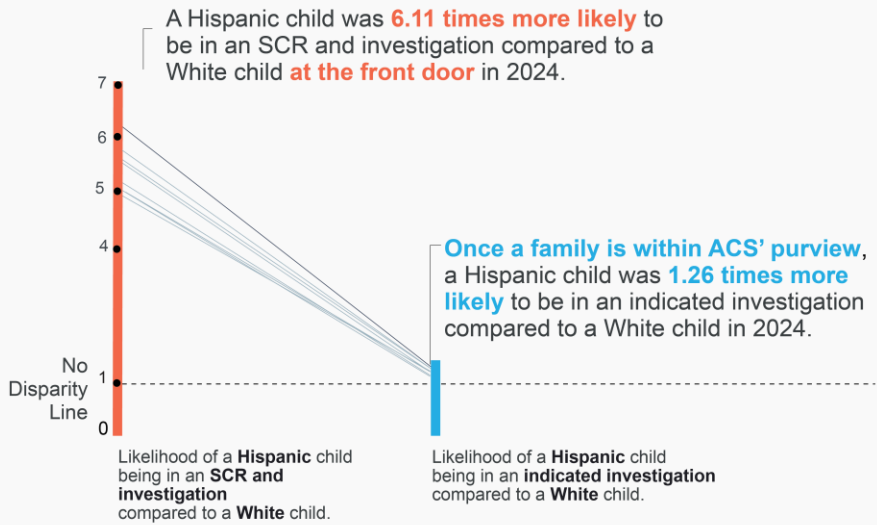 A Hispanic child was 6.11 times more likely to
be in an SCR and investigation compared to a
White child at the front door in 2024.
7
6
5
4
Once a family is within ACS’ purview,
a Hispanic child was 1.26 times more
likely to be in an indicated investigation
compared to a White child in 2024.
No
Disparity
Line
1
0
Likelihood of a Hispanic child
being in an SCR and
investigation
compared to a White child.
Likelihood of a Hispanic child
being in an indicated investigation
compared to a White child.